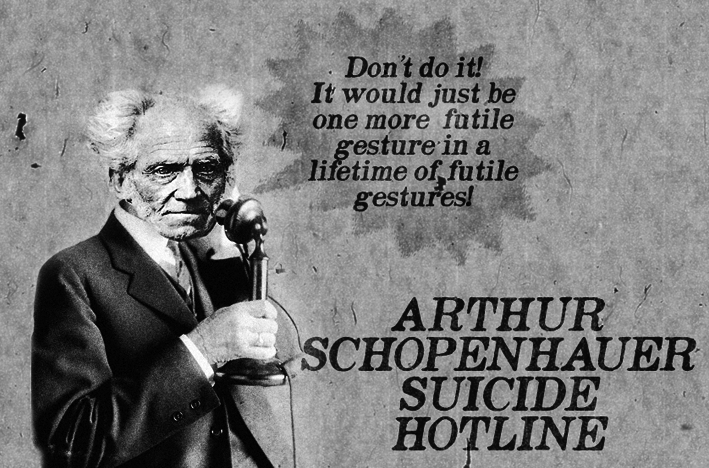 Don't do it!
It would just be
one more futile
gesture in a
lifetime of futile
gestures!
ARTHUR
SCHOPENHAUER
SUICIDE
HOTLINE